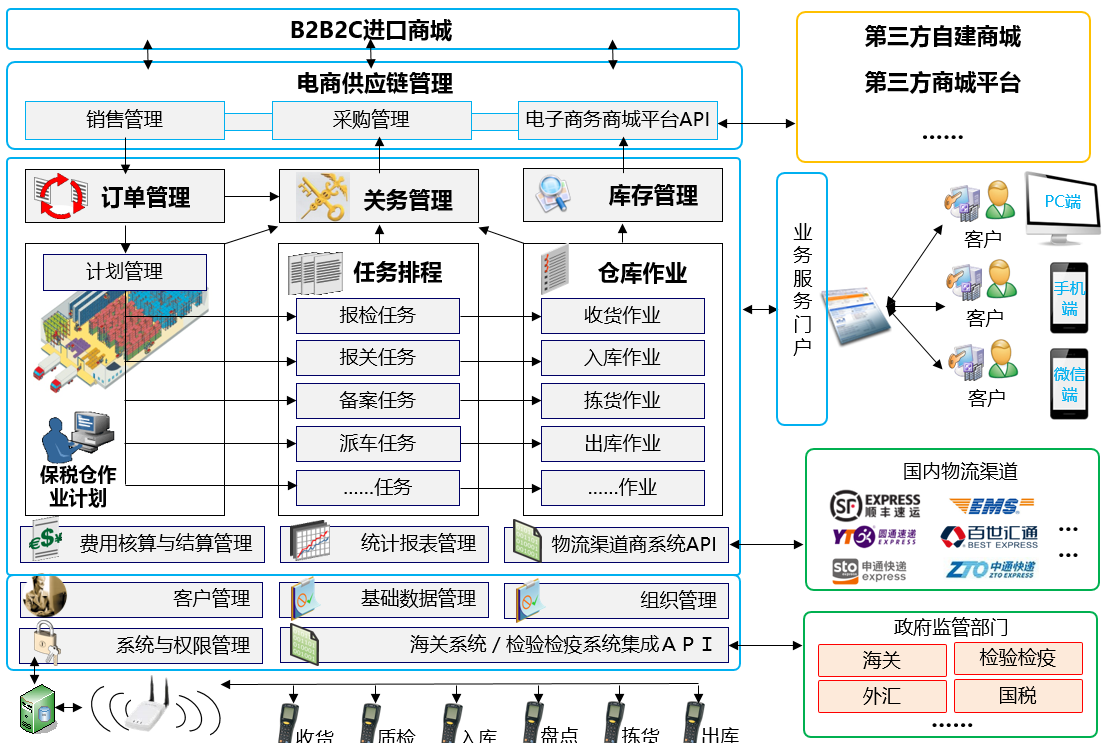 B2B2C进口商城
电商供应链管理
销售管理
采购管理
电子商务商城平台API
第三方自建商城
第三方商城平台
……
订单管理
关务管理
库存管理
计划管理
任务排程
仓库作业
报检任务
收货作业
报关任务
入库作业
备案任务
拣货作业
派车任务
出库作业
……任务
……作业
保税仓作
业计划
费用核算与结算管理
统计报表管理
物流渠道商系统API
客户管理
基础数据管理
组织管理
系统与权限管理
海关系统 / 检验检疫系统集成ＡＰＩ
业务服务门户
客户
PC端
客户
手机
端
客户
微信
端
国内物流渠道
SF EXPRESS
顺丰速运
EMS
YTO 圆通速递
EXPRESS
百世汇通
BEST EXPRESS
...
sto 申通快递
express
ZTO 中通快递
ZTO EXPRESS
...
政府监管部门
海关
检验检疫
外汇
国税
……
收货
质检
入库
盘点
拣货
出库